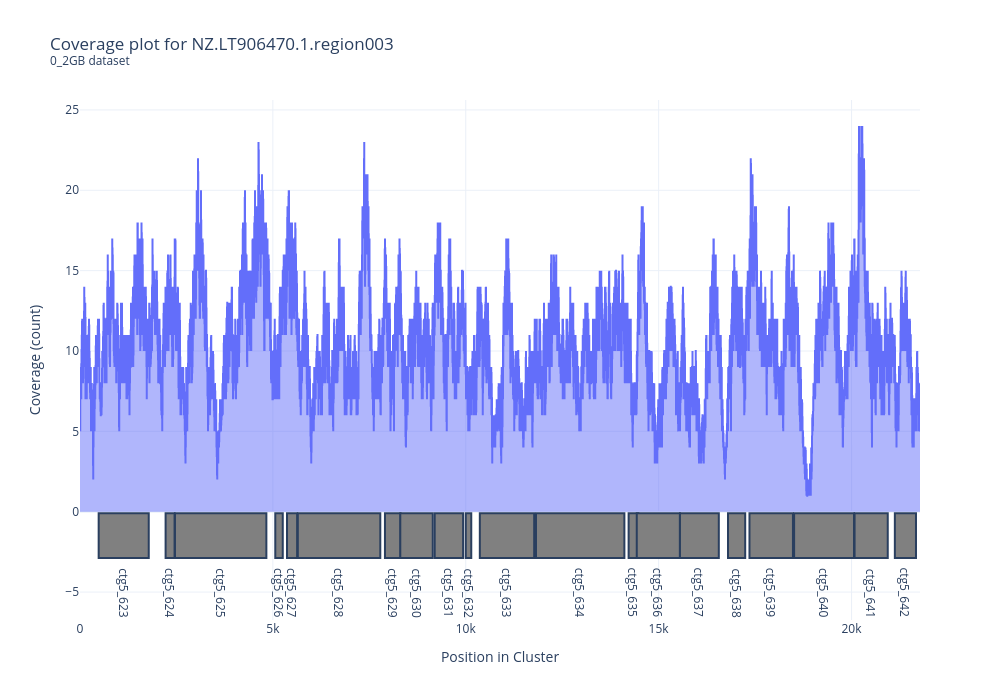 Coverage plot for NZ.LT906470.1.region003
0_2GB dataset
25
20
15
10
5
0
−5
Coverage (count)
ctg5_623
ctg5_624
ctg5_625
ctg5_626
ctg5_627
ctg5_628
ctg5_629
ctg5_630
ctg5_631
ctg5_632
ctg5_633
ctg5_634
ctg5_635
ctg5_636
ctg5_637
ctg5_638
ctg5_639
ctg5_640
ctg5_641
ctg5_642
0
5k
10k
15k
20k
Position in Cluster